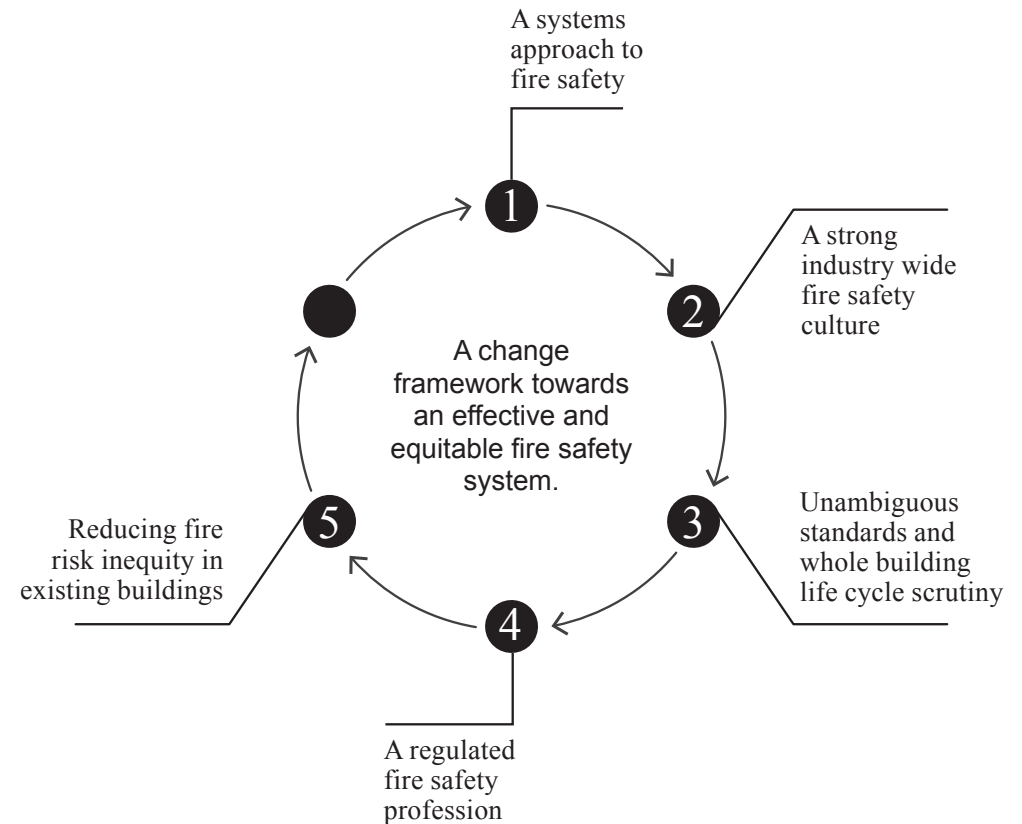 A systems
approach to
fire safety
1
2
A strong
industry wide
fire safety
culture
A change
framework towards
an effective and
equitable fire safety
system.
3
Unambiguous
standards and
whole building
life cycle scrutiny
4
A regulated
fire safety
profession
5
Reducing fire
risk inequity in
existing buildings